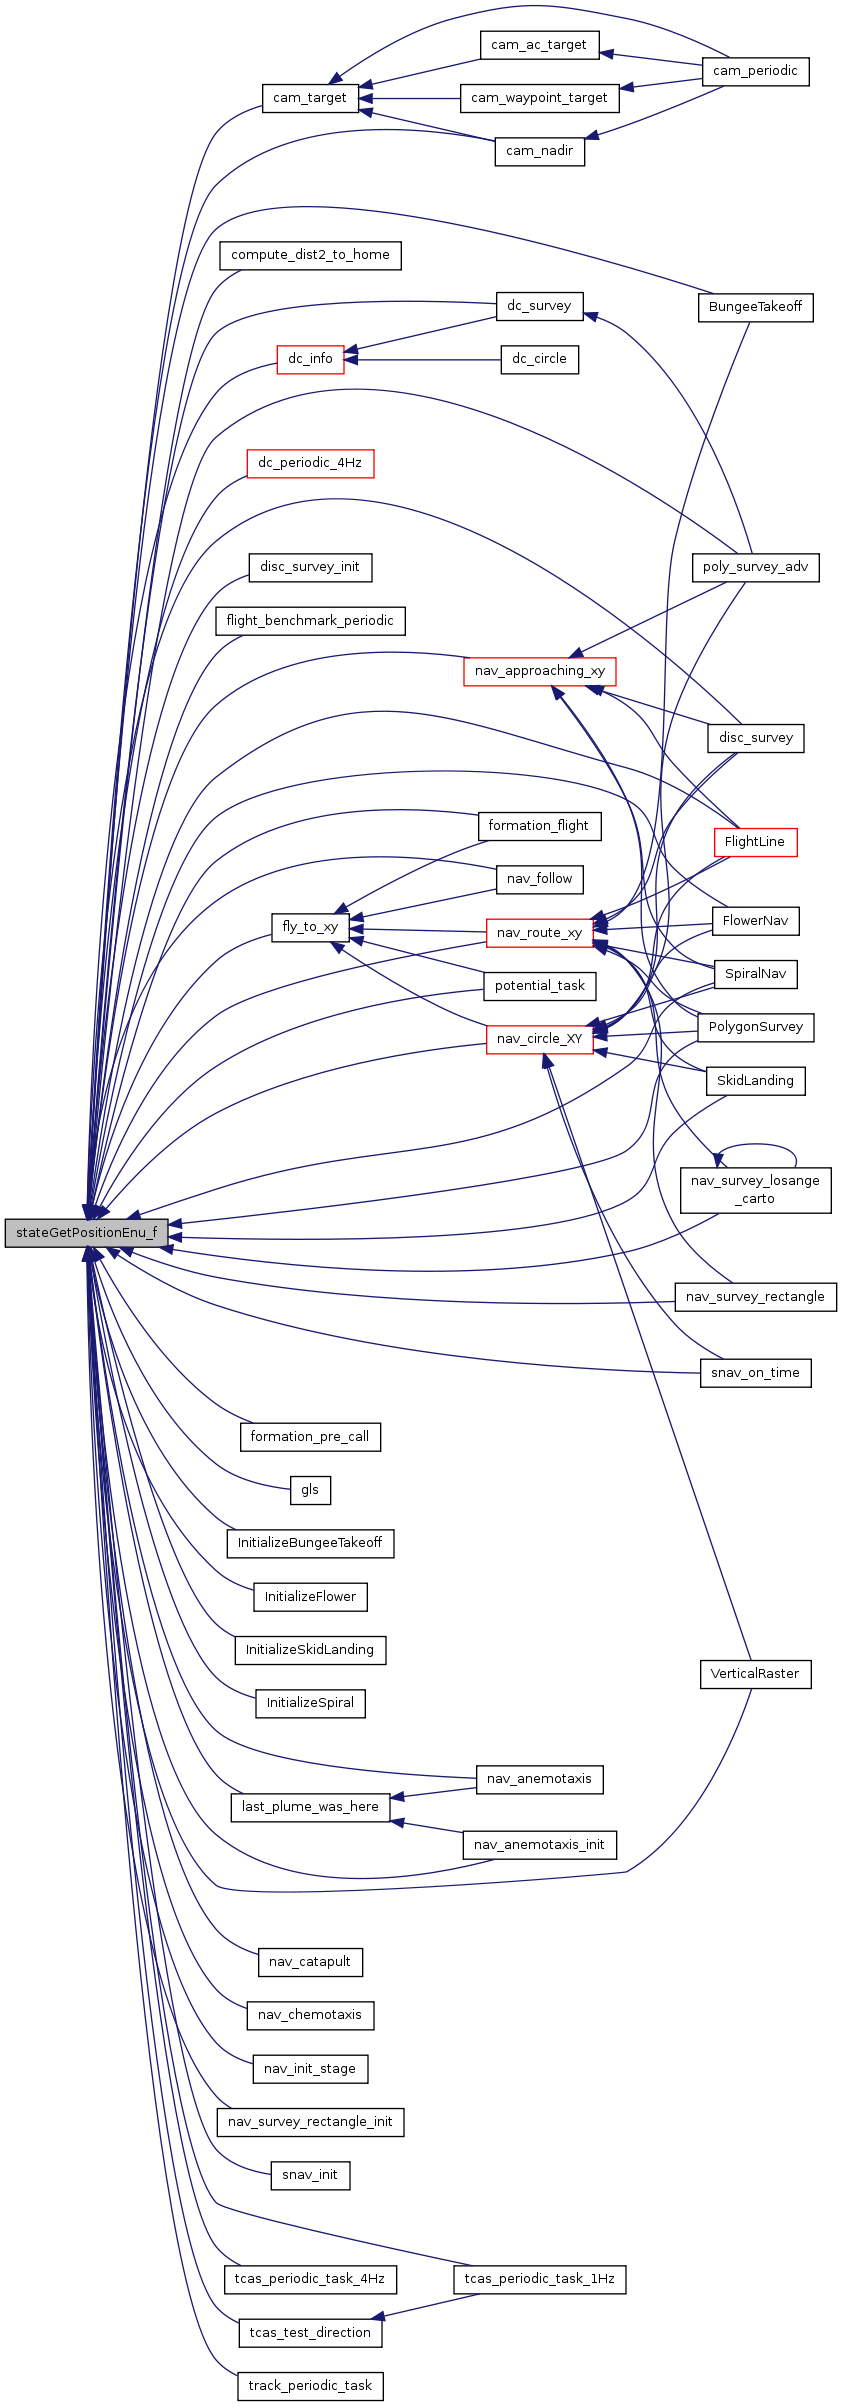 cam_ac_target
cam_periodic
cam_target
cam_waypoint_target
cam_nadir
compute_dist2_to_home
dc_survey
BungeeTakeoff
dc_info
dc_circle
dc_periodic_4Hz
disc_survey_init
poly_survey_adv
flight_benchmark_periodic
nav_approaching_xy
disc_survey
formation_flight
FlightLine
nav_follow
fly_to_xy
nav_route_xy
FlowerNav
potential_task
SpiralNav
nav_circle_XY
PolygonSurvey
SkidLanding
nav_survey_losange
_carto
stateGetPositionEnu_f
nav_survey_rectangle
snav_on_time
formation_pre_call
gls
InitializeBungeeTakeoff
InitializeFlower
InitializeSkidLanding
InitializeSpiral
VerticalRaster
nav_anemotaxis
last_plume_was_here
nav_anemotaxis_init
nav_catapult
nav_chemotaxis
nav_init_stage
nav_survey_rectangle_init
snav_init
tcas_periodic_task_4Hz
tcas_periodic_task_1Hz
tcas_test_direction
track_periodic_task